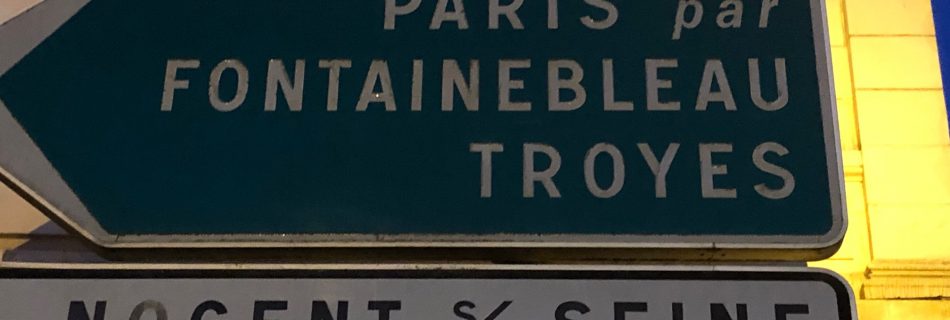 PARIS par
FONTAINEBLEAU
TROYES
NOGENT S/ SEINE